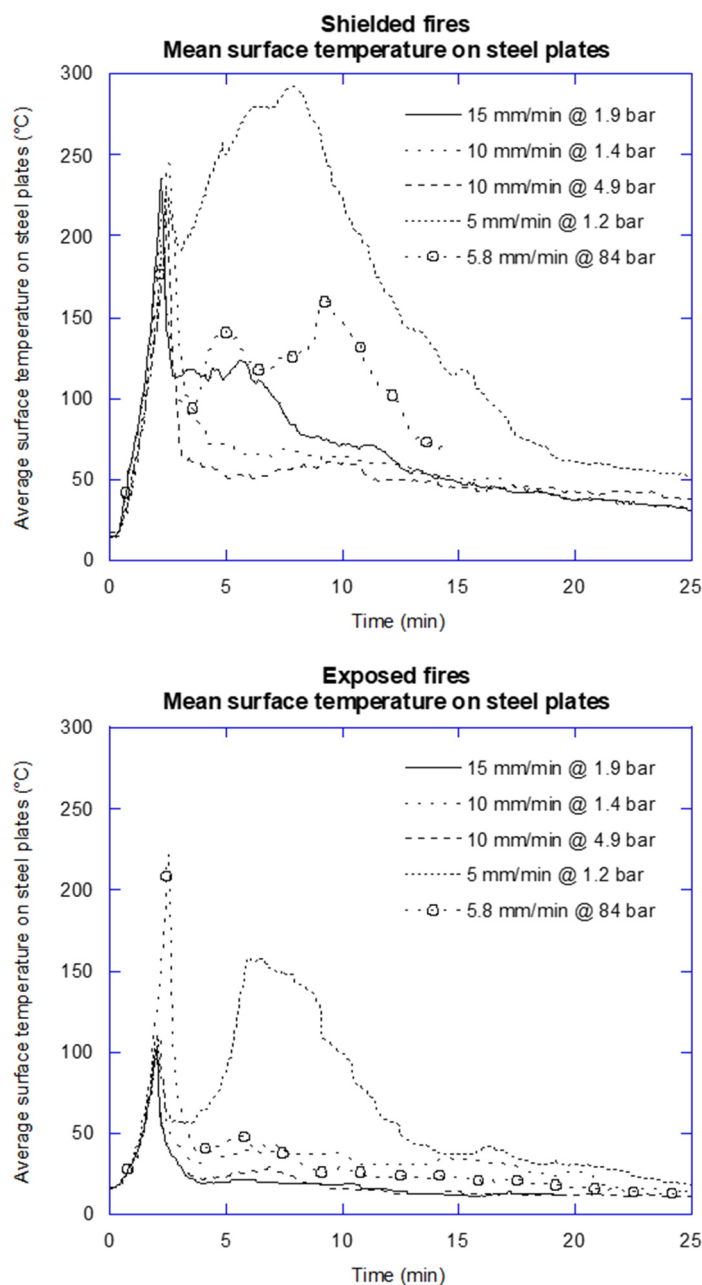 Shielded fires
Mean surface temperature on steel plates
Average surface temperature on steel plates (°C)
300
250
200
150
100
50
0
15 mm/min @ 1.9 bar
10 mm/min @ 1.4 bar
10 mm/min @ 4.9 bar
5 mm/min @ 1.2 bar
5.8 mm/min @ 84 bar
0 5 10 15 20 25
Time (min)
Exposed fires
Mean surface temperature on steel plates
Average surface temperature on steel plates (°C)
300
250
200
150
100
50
0
15 mm/min @ 1.9 bar
10 mm/min @ 1.4 bar
10 mm/min @ 4.9 bar
5 mm/min @ 1.2 bar
5.8 mm/min @ 84 bar
0 5 10 15 20 25
Time (min)